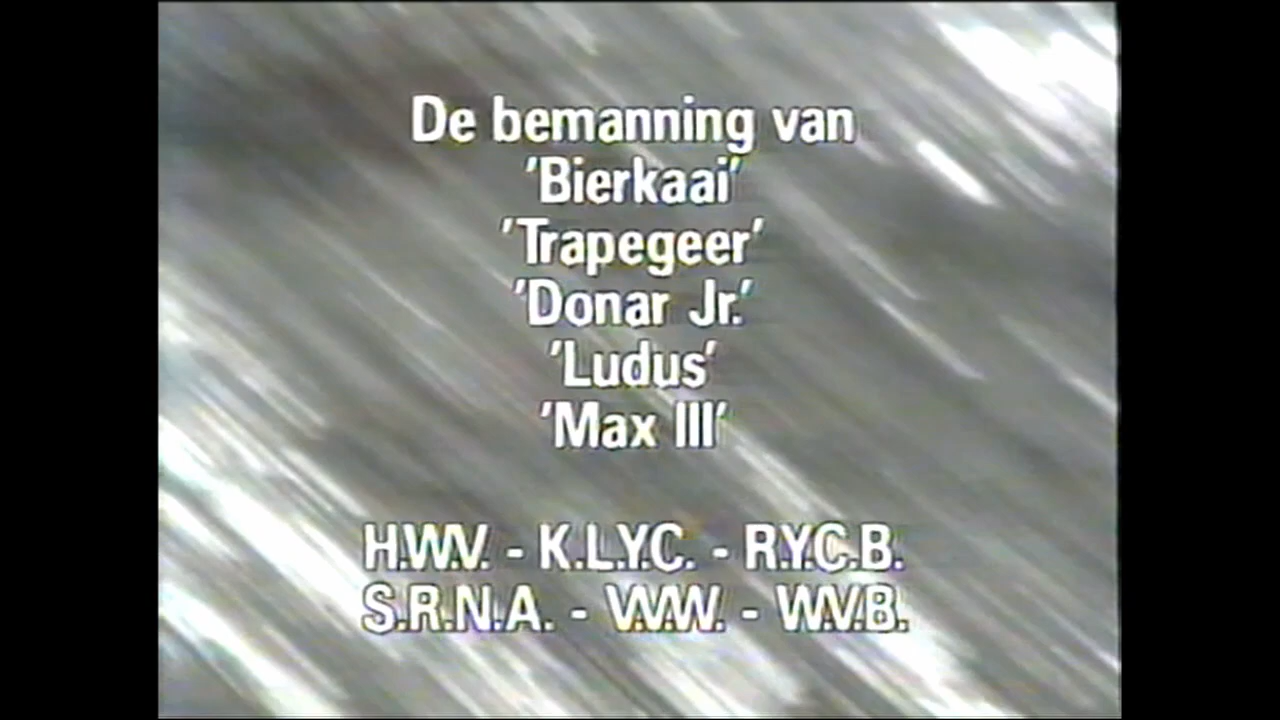 De bemanning van
'Bierkaai'
'Trapegeer'
'Donar Jr.'
'Ludus'
'Max III'
H.W.V. - K.L.Y.C. - R.Y.C.B.
S.R.N.A. - V.V.W. - W.V.B.